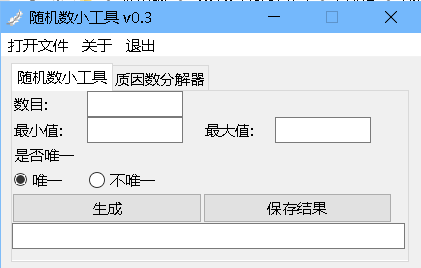 随机数小工具 v0.3
打开文件 关于 退出
随机数小工具 质因数分解器
数目:
最小值: 最大值:
是否唯一
唯一 不唯一
生成 保存结果